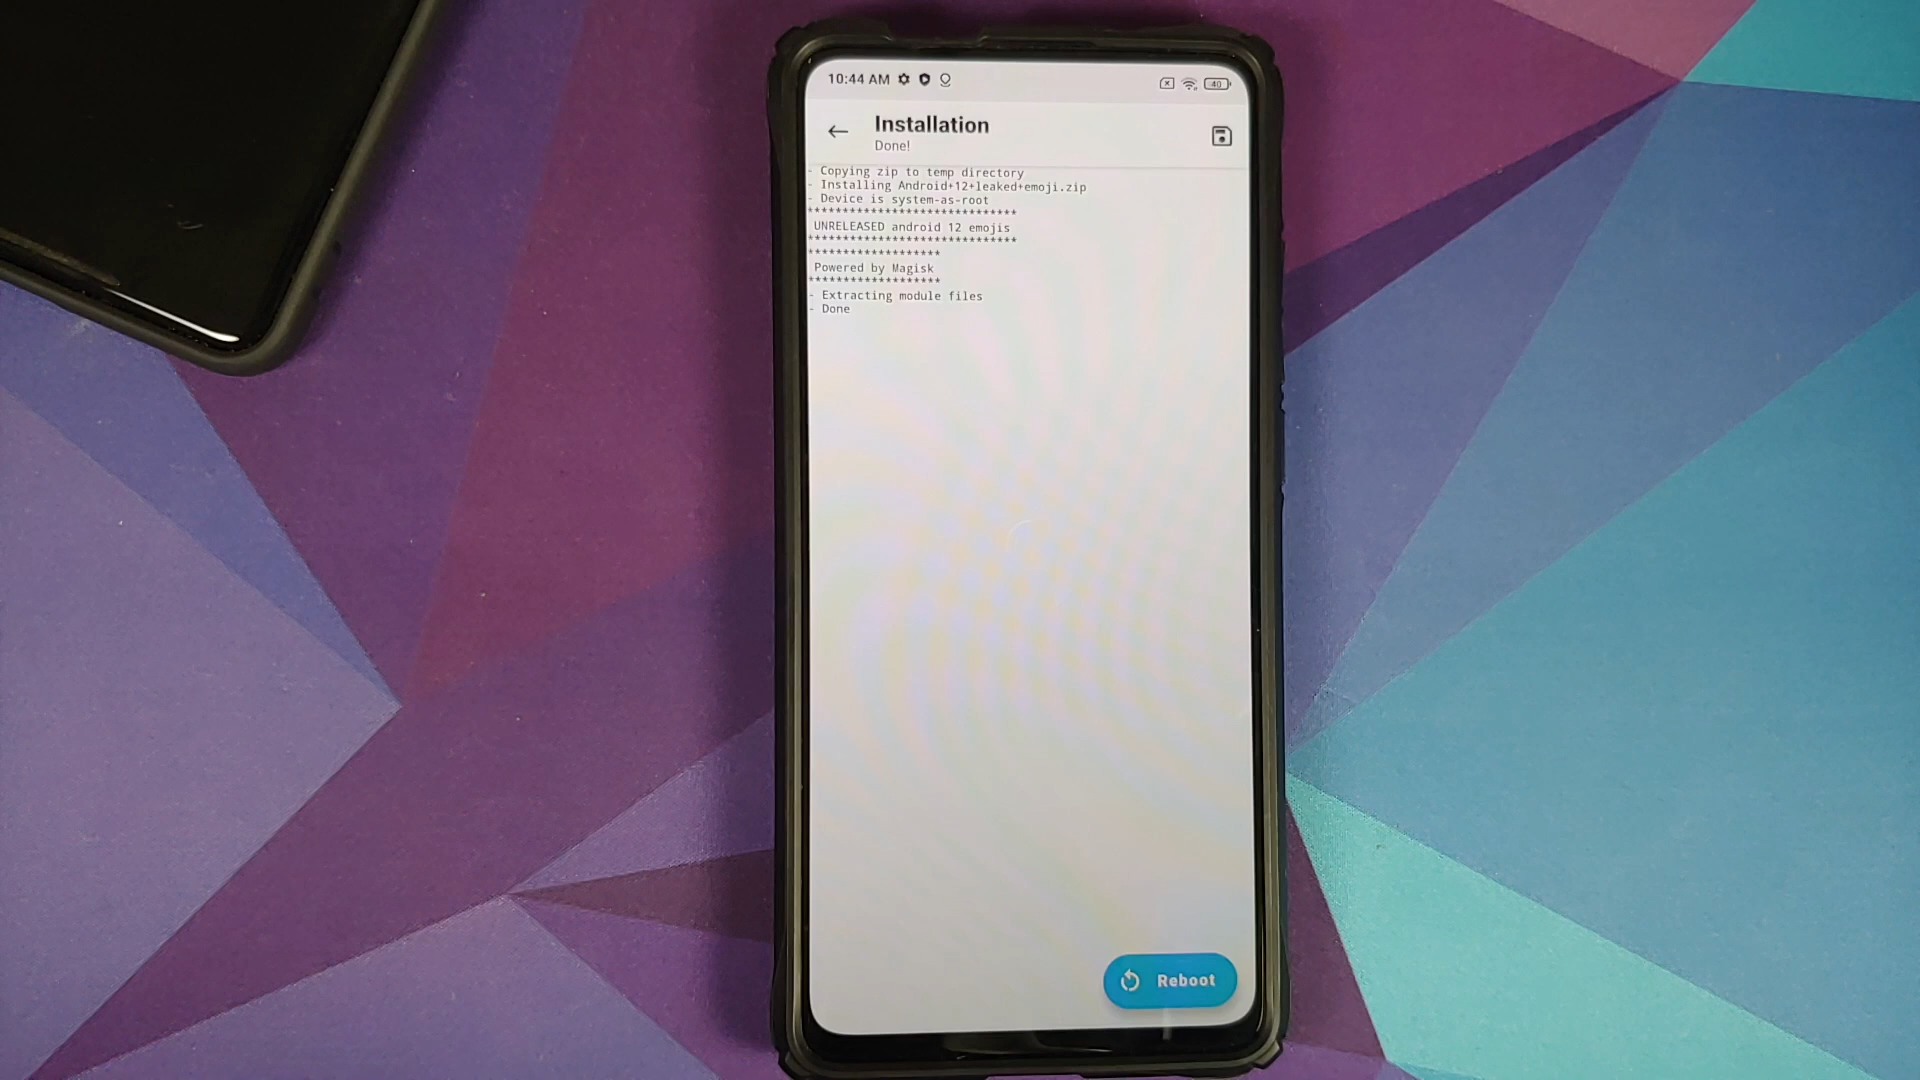 10:44 AM 40
Installation
Done!
- Copying zip to temp directory
- Installing Android+12+leaked+emoji.zip
- Device is system-as-root
******************************
UNRELEASED android 12 emojis
******************************
*******************
Powered by Magisk
*******************
- Extracting module files
- Done
Reboot